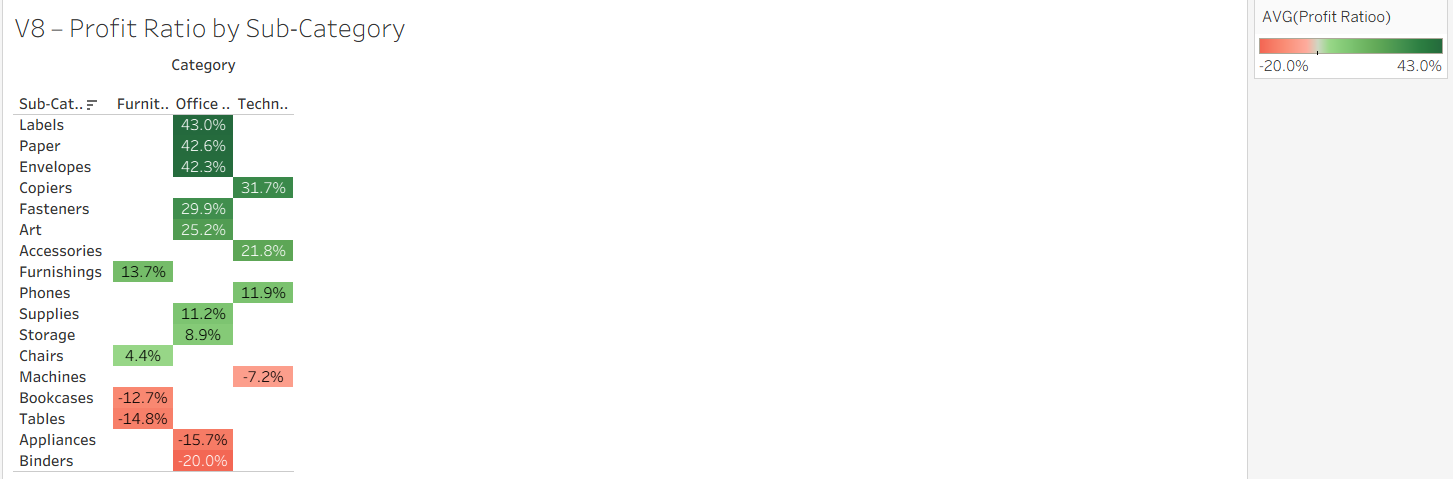 V8 – Profit Ratio by Sub-Category
Category
Sub-Cat.. Furnit.. Office .. Techn..
Labels 43.0%
Paper 42.6%
Envelopes 42.3%
Copiers 31.7%
Fasteners 29.9%
Art 25.2%
Accessories 21.8%
Furnishings 13.7%
Phones 11.9%
Supplies 11.2%
Storage 8.9%
Chairs 4.4%
Machines -7.2%
Bookcases -12.7%
Tables -14.8%
Appliances -15.7%
Binders -20.0%
AVG(Profit Ratioo)
-20.0% 43.0%